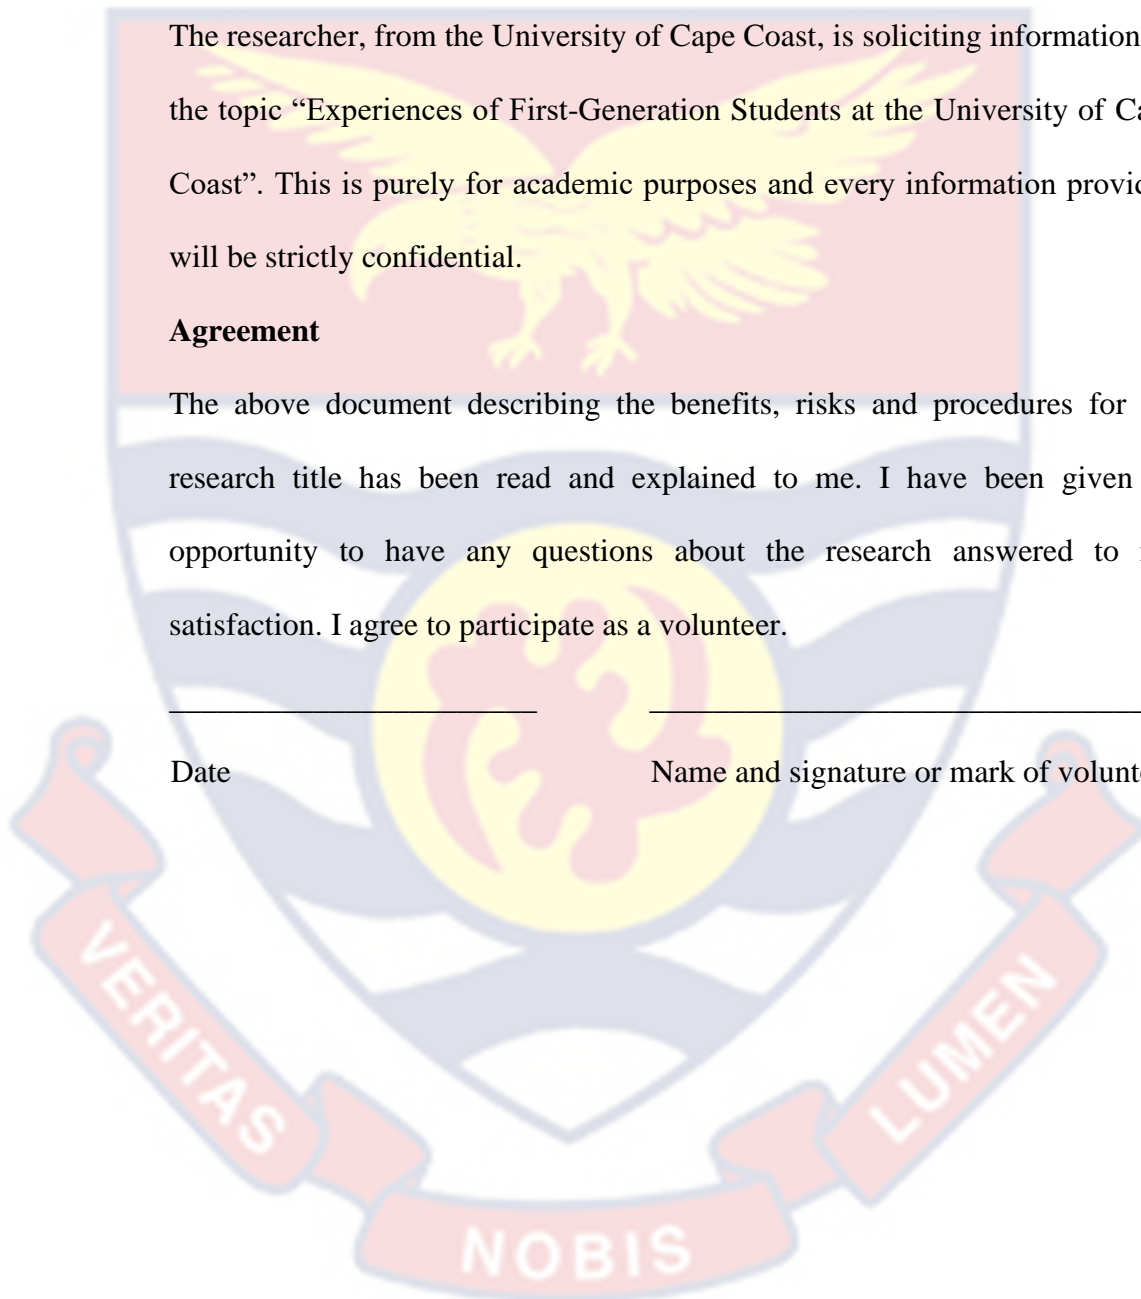 The researcher, from the University of Cape Coast, is soliciting information
the topic “Experiences of First-Generation Students at the University of Ca
Coast”. This is purely for academic purposes and every information provid
will be strictly confidential.
Agreement
The above document describing the benefits, risks and procedures for
research title has been read and explained to me. I have been given
opportunity to have any questions about the research answered to
satisfaction. I agree to participate as a volunteer.
Date Name and signature or mark of volunt
VERITAS
NOBIS
LUMEN